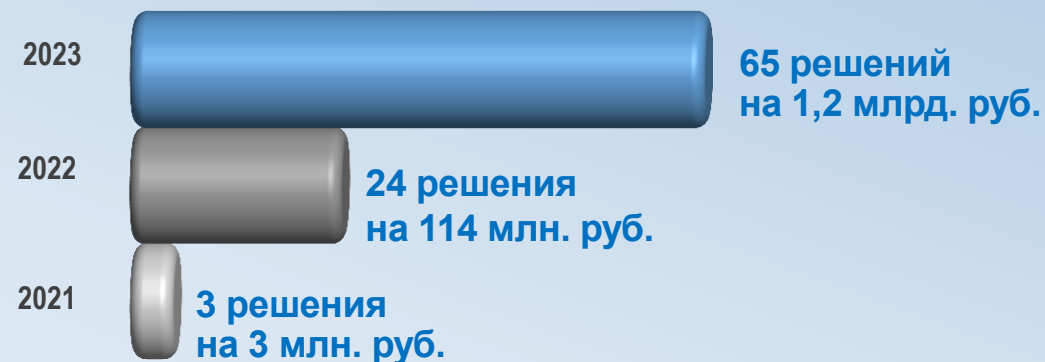 2023
65 решений
на 1,2 млрд. руб.
2022
24 решения
на 114 млн. руб.
2021
3 решения
на 3 млн. руб.